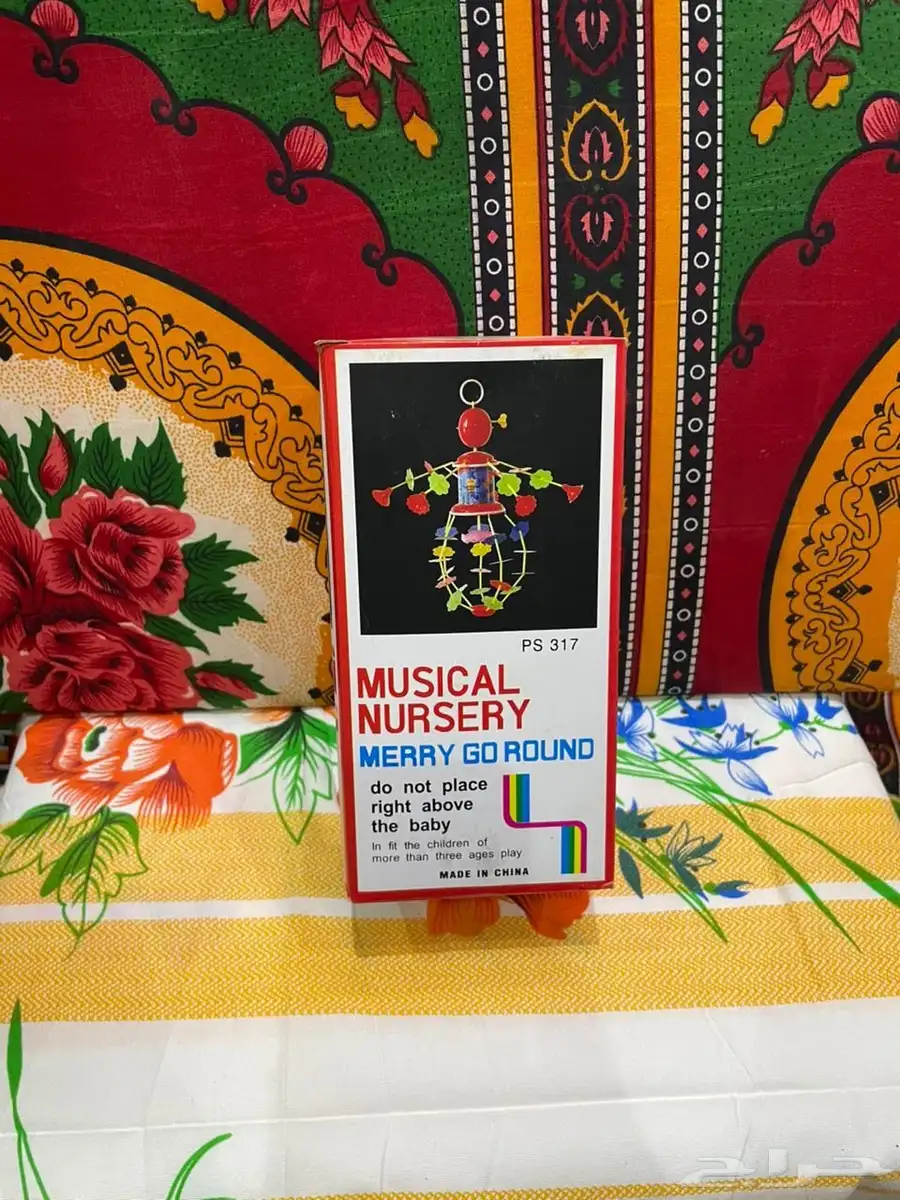 PS 317
MUSICAL
NURSERY
MERRY GO ROUND
do not place
right above
the baby
In fit the children of
more than three ages play
MADE IN CHINA
حراج